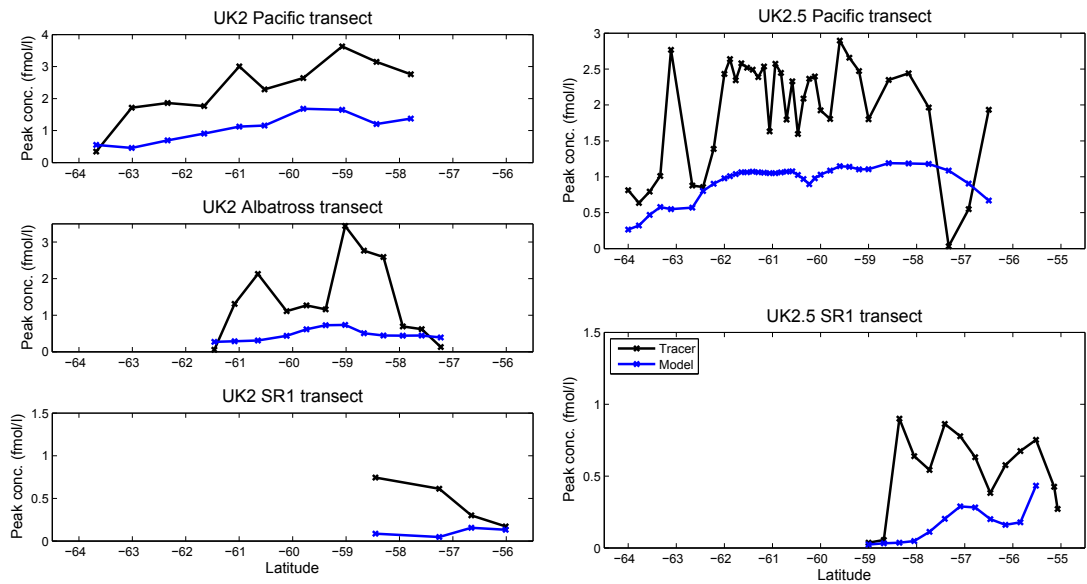 UK2 Pacific transect
Peak conc. (fmol/l)
4
3
2
1
0
−64 −63 −62 −61 −60 −59 −58 −57 −56
UK2 Albatross transect
Peak conc. (fmol/l)
3
2
1
0
−64 −63 −62 −61 −60 −59 −58 −57 −56
UK2 SR1 transect
Peak conc. (fmol/l)
1.5
1
0.5
0
−64 −63 −62 −61 −60 −59 −58 −57 −56
Latitude
UK2.5 Pacific transect
Peak conc. (fmol/l)
3
2.5
2
1.5
1
0.5
0
−64 −63 −62 −61 −60 −59 −58 −57 −56 −55
UK2.5 SR1 transect
Peak conc. (fmol/l)
1.5
1
0.5
0
Tracer
Model
−64 −63 −62 −61 −60 −59 −58 −57 −56 −55
Latitude